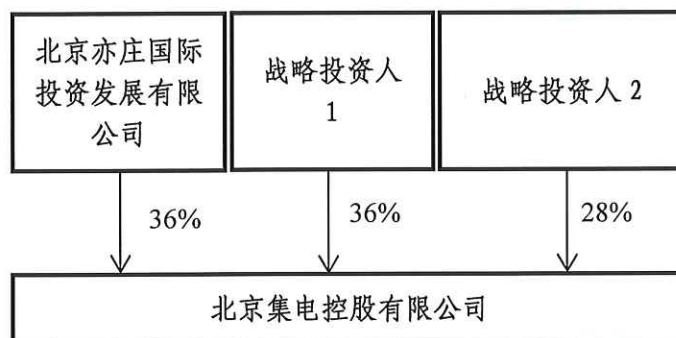 北京亦庄国际
投资发展有限
公司
战略投资人
1
战略投资人 2
36%
36%
28%
北京集电控股有限公司